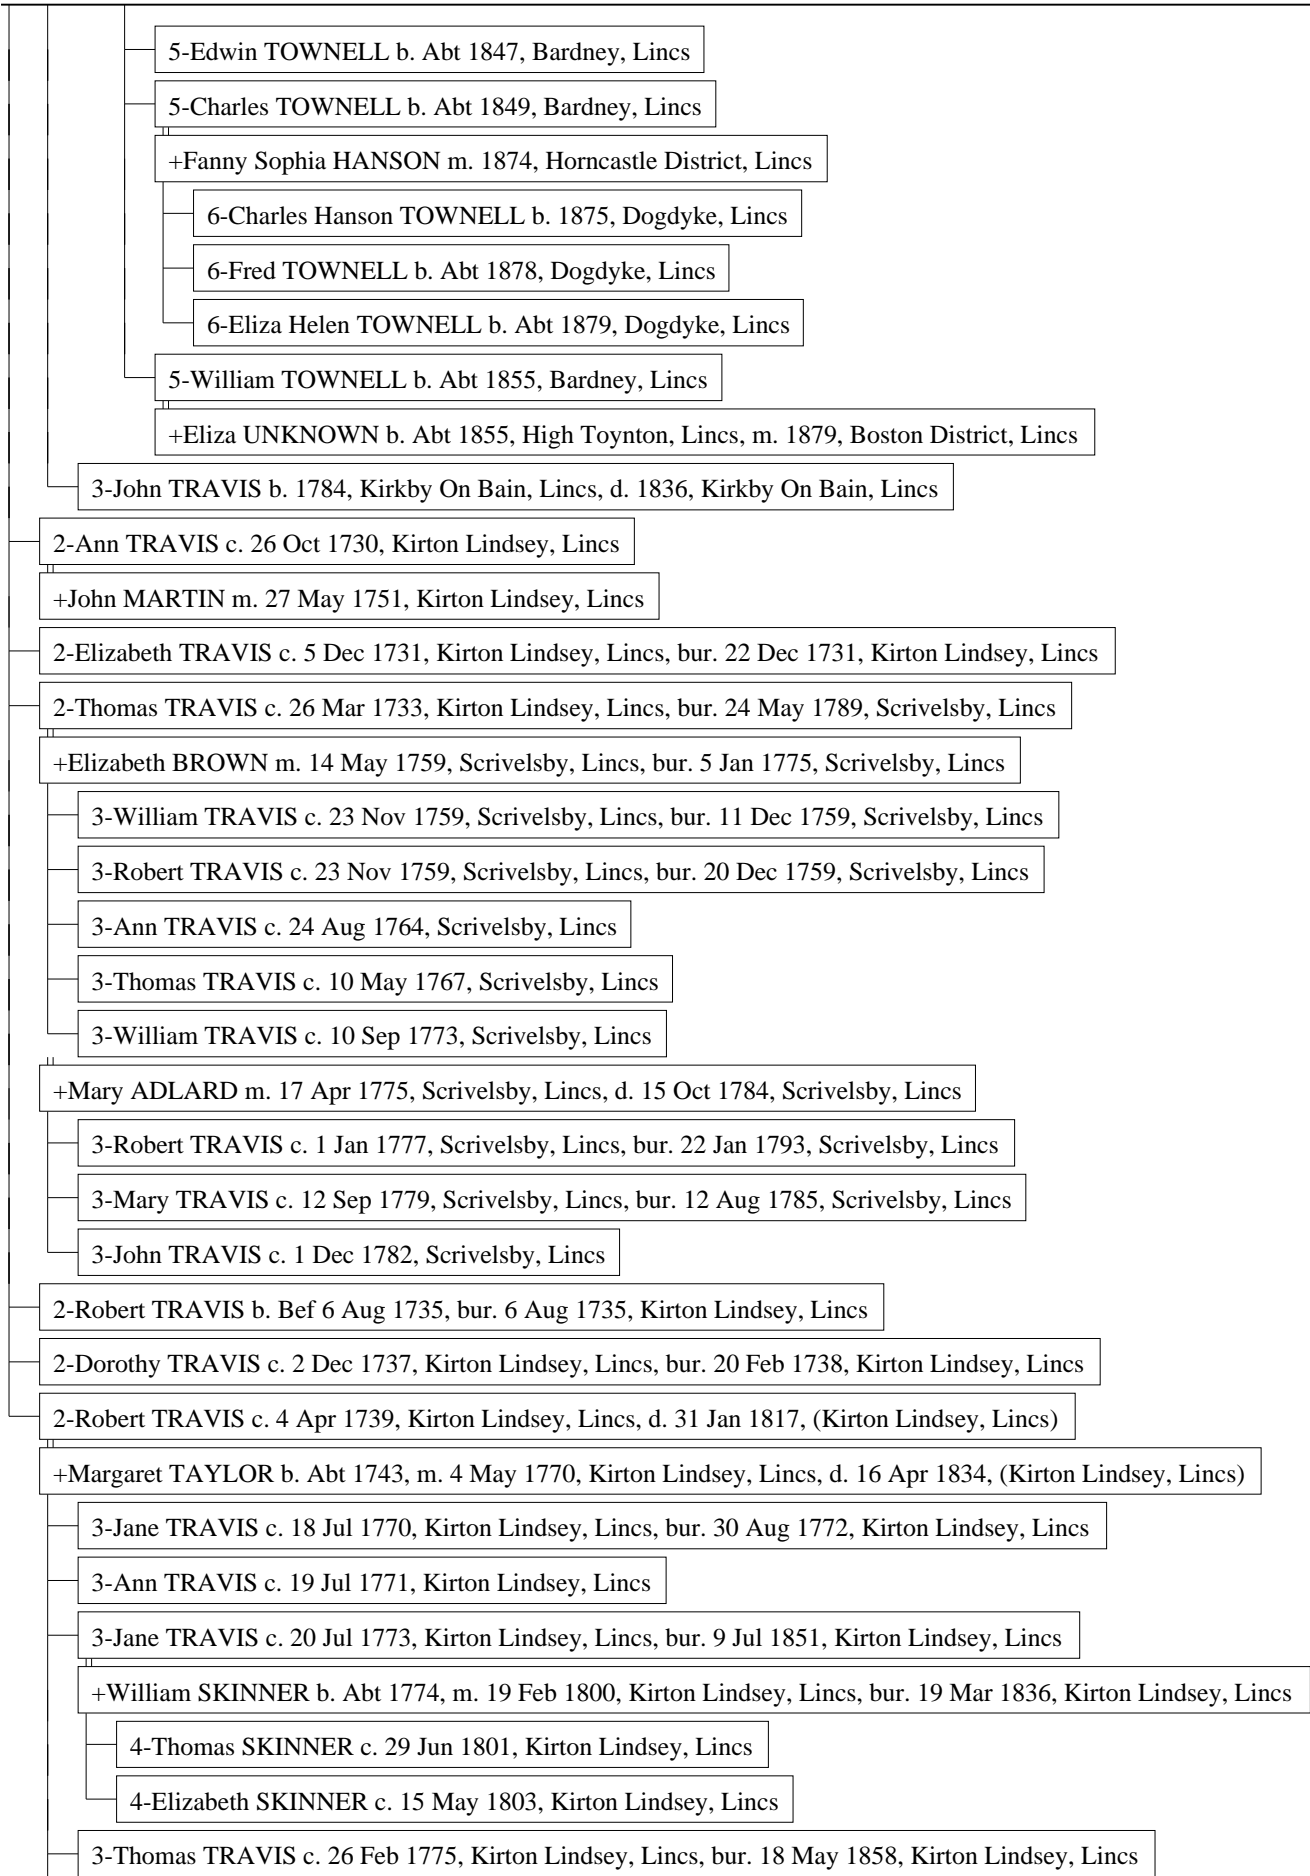 5-Edwin TOWNELL b. Abt 1847, Bardney, Lincs
5-Charles TOWNELL b. Abt 1849, Bardney, Lincs
+Fanny Sophia HANSON m. 1874, Horncastle District, Lincs
6-Charles Hanson TOWNELL b. 1875, Dogdyke, Lincs
6-Fred TOWNELL b. Abt 1878, Dogdyke, Lincs
6-Eliza Helen TOWNELL b. Abt 1879, Dogdyke, Lincs
5-William TOWNELL b. Abt 1855, Bardney, Lincs
+Eliza UNKNOWN b. Abt 1855, High Toynton, Lincs, m. 1879, Boston District, Lincs
3-John TRAVIS b. 1784, Kirkby On Bain, Lincs, d. 1836, Kirkby On Bain, Lincs
2-Ann TRAVIS c. 26 Oct 1730, Kirton Lindsey, Lincs
+John MARTIN m. 27 May 1751, Kirton Lindsey, Lincs
2-Elizabeth TRAVIS c. 5 Dec 1731, Kirton Lindsey, Lincs, bur. 22 Dec 1731, Kirton Lindsey, Lincs
2-Thomas TRAVIS c. 26 Mar 1733, Kirton Lindsey, Lincs, bur. 24 May 1789, Scrivelsby, Lincs
+Elizabeth BROWN m. 14 May 1759, Scrivelsby, Lincs, bur. 5 Jan 1775, Scrivelsby, Lincs
3-William TRAVIS c. 23 Nov 1759, Scrivelsby, Lincs, bur. 11 Dec 1759, Scrivelsby, Lincs
3-Robert TRAVIS c. 23 Nov 1759, Scrivelsby, Lincs, bur. 20 Dec 1759, Scrivelsby, Lincs
3-Ann TRAVIS c. 24 Aug 1764, Scrivelsby, Lincs
3-Thomas TRAVIS c. 10 May 1767, Scrivelsby, Lincs
3-William TRAVIS c. 10 Sep 1773, Scrivelsby, Lincs
+Mary ADLARD m. 17 Apr 1775, Scrivelsby, Lincs, d. 15 Oct 1784, Scrivelsby, Lincs
3-Robert TRAVIS c. 1 Jan 1777, Scrivelsby, Lincs, bur. 22 Jan 1793, Scrivelsby, Lincs
3-Mary TRAVIS c. 12 Sep 1779, Scrivelsby, Lincs, bur. 12 Aug 1785, Scrivelsby, Lincs
3-John TRAVIS c. 1 Dec 1782, Scrivelsby, Lincs
2-Robert TRAVIS b. Bef 6 Aug 1735, bur. 6 Aug 1735, Kirton Lindsey, Lincs
2-Dorothy TRAVIS c. 2 Dec 1737, Kirton Lindsey, Lincs, bur. 20 Feb 1738, Kirton Lindsey, Lincs
2-Robert TRAVIS c. 4 Apr 1739, Kirton Lindsey, Lincs, d. 31 Jan 1817, (Kirton Lindsey, Lincs)
+Margaret TAYLOR b. Abt 1743, m. 4 May 1770, Kirton Lindsey, Lincs, d. 16 Apr 1834, (Kirton Lindsey, Lincs)
3-Jane TRAVIS c. 18 Jul 1770, Kirton Lindsey, Lincs, bur. 30 Aug 1772, Kirton Lindsey, Lincs
3-Ann TRAVIS c. 19 Jul 1771, Kirton Lindsey, Lincs
3-Jane TRAVIS c. 20 Jul 1773, Kirton Lindsey, Lincs, bur. 9 Jul 1851, Kirton Lindsey, Lincs
+William SKINNER b. Abt 1774, m. 19 Feb 1800, Kirton Lindsey, Lincs, bur. 19 Mar 1836, Kirton Lindsey, Lincs
4-Thomas SKINNER c. 29 Jun 1801, Kirton Lindsey, Lincs
4-Elizabeth SKINNER c. 15 May 1803, Kirton Lindsey, Lincs
3-Thomas TRAVIS c. 26 Feb 1775, Kirton Lindsey, Lincs, bur. 18 May 1858, Kirton Lindsey, Lincs